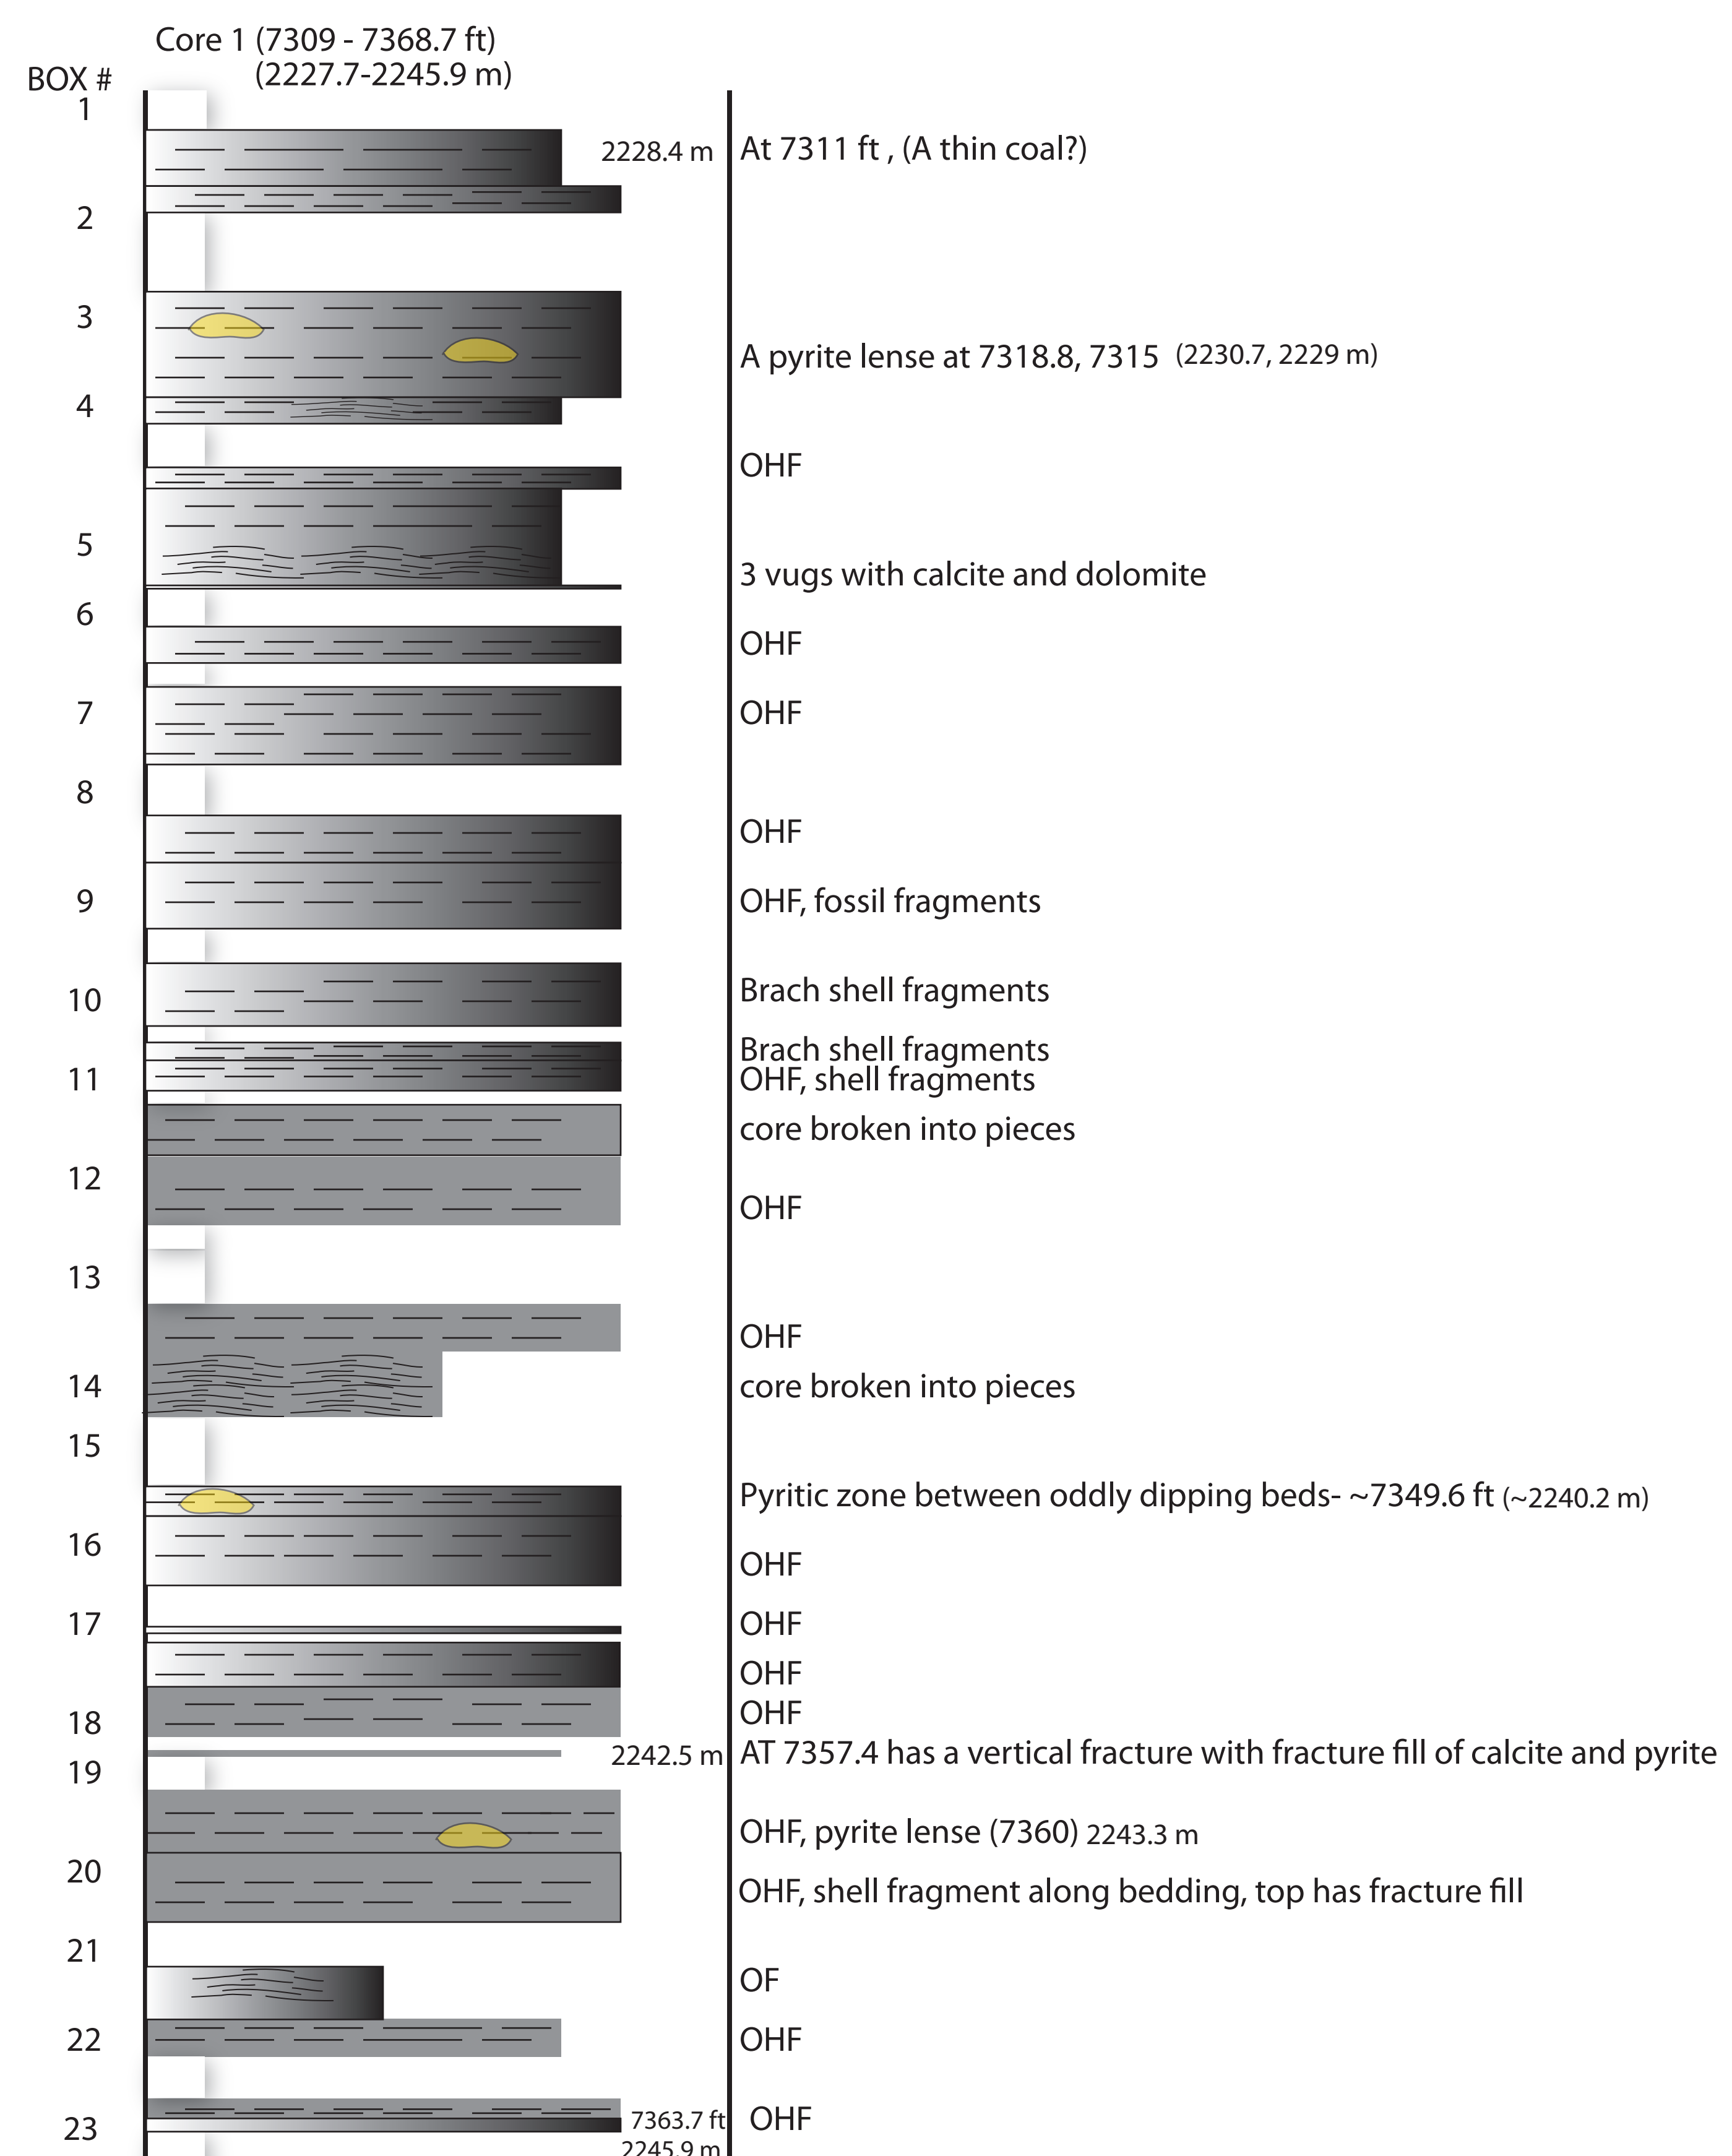 Core 1 (7309 - 7368.7 ft)
(2227.7-2245.9 m)
BOX #
1
2228.4 m
At 7311 ft , (A thin coal?)
2
3
A pyrite lense at 7318.8, 7315 (2230.7, 2229 m)
4
OHF
5
3 vugs with calcite and dolomite
6
OHF
7
OHF
8
OHF
9
OHF, fossil fragments
10
Brach shell fragments
Brach shell fragments
11
OHF, shell fragments
core broken into pieces
12
OHF
13
OHF
14
core broken into pieces
15
Pyritic zone between oddly dipping beds- ~7349.6 ft (~2240.2 m)
16
OHF
17
OHF
OHF
18
OHF
2242.5 m
AT 7357.4 has a vertical fracture with fracture fill of calcite and pyrite
19
OHF, pyrite lense (7360) 2243.3 m
20
OHF, shell fragment along bedding, top has fracture fill
21
OF
22
OHF
23
7363.7 ft
OHF
2245.9 m